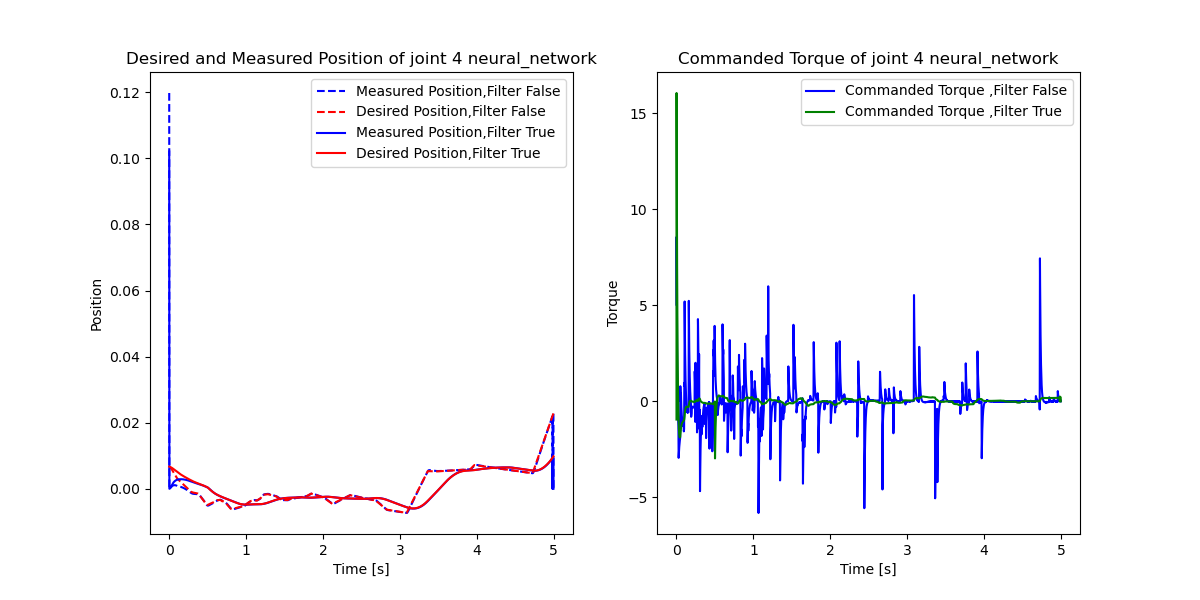 Desired and Measured Position of joint 4 neural_network
Measured Position,Filter False
Desired Position,Filter False
Measured Position,Filter True
Desired Position,Filter True
0.12
0.10
0.08
0.06
0.04
0.02
0.00
Position
0 1 2 3 4 5
Time [s]
Commanded Torque of joint 4 neural_network
Commanded Torque ,Filter False
Commanded Torque ,Filter True
15
10
5
0
−5
Torque
0 1 2 3 4 5
Time [s]